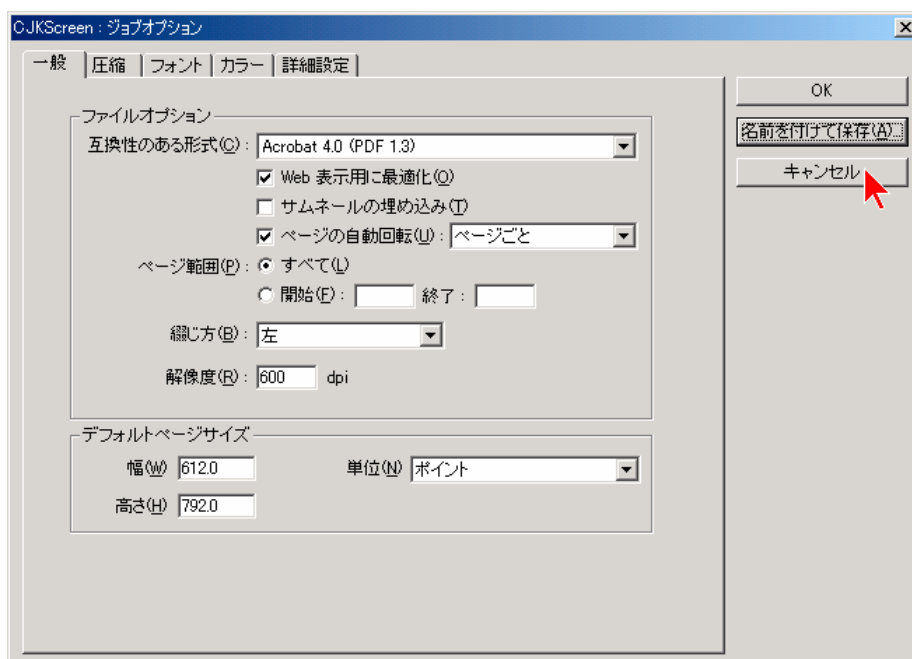 CJKScreen : ジョブオプション
一般 圧縮 フォント カラー 詳細設定
OK
名前を付けて保存(A)...
キャンセル
ファイルオプション
互換性のある形式(C) : Acrobat 4.0 (PDF 1.3)
Web 表示用に最適化(O)
サムネールの埋め込み(T)
ページの自動回転(U) : ページごと
ページ範囲(P) : すべて(L)
開始(F) : 終了 :
綴じ方(B) : 左
解像度(R) : 600 dpi
デフォルトページサイズ
幅(W) 612.0 単位(N) ポイント
高さ(H) 792.0